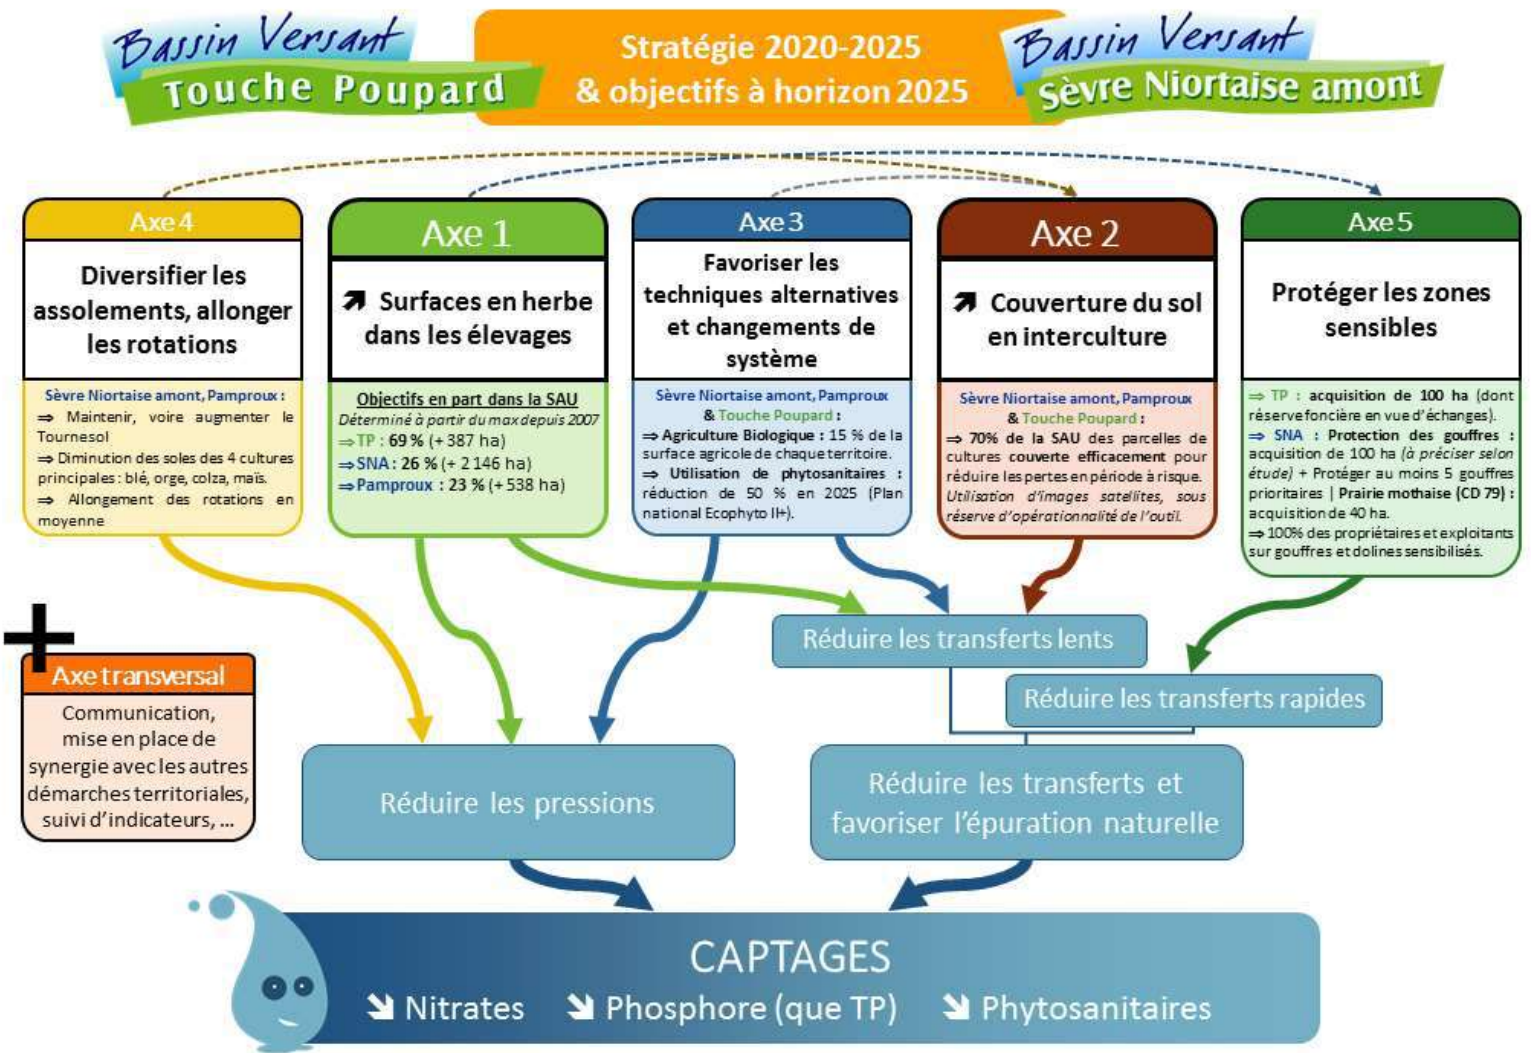 Bassin Versant
Touche Poupard
Stratégie 2020-2025
& objectifs à horizon 2025
Bassin Versant
Sèvre Niortaise amont
Axe 4
Diversifier les
assolements, allonger
les rotations
Sèvre Niortaise amont, Pamproux :
⇒ Maintenir, voire augmenter le
Tournesol
⇒ Diminution des soles des 4 cultures
principales : blé, orge, colza, maïs.
⇒ Allongement des rotations en
moyenne
Axe 1
Surfaces en herbe
dans les élevages
Objectifs en part dans la SAU
Déterminé à partir du max depuis 2007
⇒ TP : 69 % (+ 387 ha)
⇒ SNA : 26 % (+ 2 146 ha)
⇒ Pamproux : 23 % (+ 538 ha)
Axe 3
Favoriser les
techniques alternatives
et changements de
système
Sèvre Niortaise amont, Pamproux
& Touche Poupard :
⇒ Agriculture Biologique : 15 % de la
surface agricole de chaque territoire.
⇒ Utilisation de phytosanitaires :
réduction de 50 % en 2025 (Plan
national Ecophyto II+).
Axe 2
Couverture du sol
en interculture
Sèvre Niortaise amont, Pamproux
& Touche Poupard :
⇒ 70% de la SAU des parcelles de
cultures couverte efficacement pour
réduire les pertes en période à risque.
Utilisation d'images satellites, sous
réserve d'opérationnalité de l'outil.
Axe 5
Protéger les zones
sensibles
⇒ TP : acquisition de 100 ha (dont
réserve foncière en vue d'échanges).
⇒ SNA : Protection des gouffres :
acquisition de 100 ha (à préciser selon
étude) + Protéger au moins 5 gouffres
prioritaires | Prairie mothaise (CD 79) :
acquisition de 40 ha.
⇒ 100% des propriétaires et exploitants
sur gouffres et dolines sensibilisés.
Réduire les transferts lents
Réduire les transferts rapides
Axe transversal
Communication,
mise en place de
synergie avec les autres
démarches territoriales,
suivi d'indicateurs, ...
Réduire les pressions
Réduire les transferts et
favoriser l'épuration naturelle
CAPTAGES
Nitrates Phosphore (que TP) Phytosanitaires